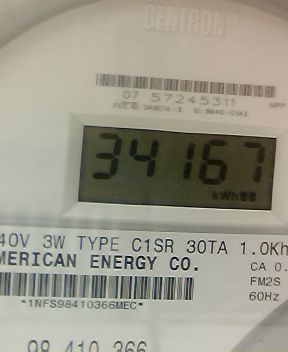 CENTRON®
07 57245311
34167
kWh
40V 3W TYPE C1SR 30TA 1.0Kh
MERICAN ENERGY CO.
CA 0.
FM2S
60Hz
*1NFS98410366MEC*
98 410 366